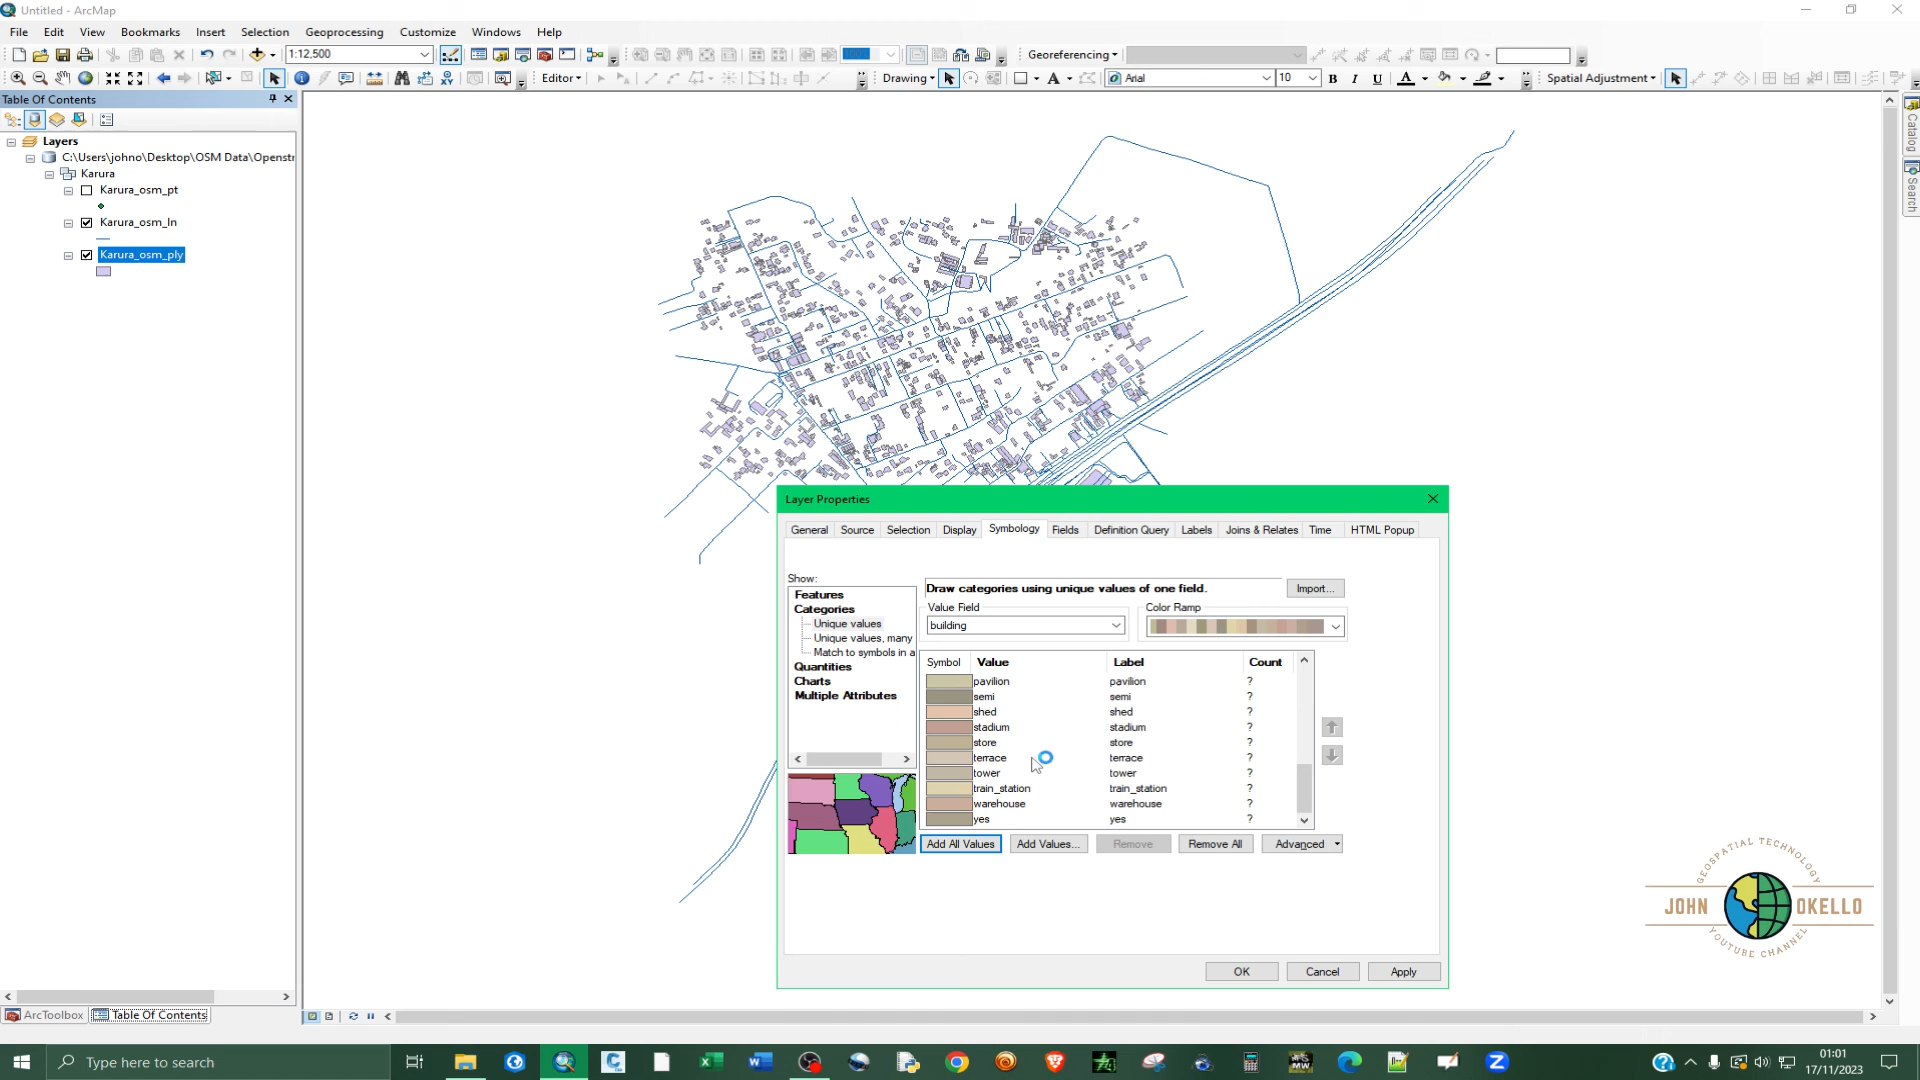 Untitled - ArcMap
File Edit View Bookmarks Insert Selection Geoprocessing Customize Windows Help
1:12,500
Georeferencing
Editor
Drawing
Arial
10
B I U A
Spatial Adjustment
Table Of Contents
Layers
C:\Users\johno\Desktop\OSM Data\Openstr
Karura
Karura_osm_pt
Karura_osm_ln
Karura_osm_ply
Catalog
Search
Layer Properties
General Source Selection Display Symbology Fields Definition Query Labels Joins & Relates Time HTML Popup
Show:
Features
Categories
Unique values
Unique values, many
Match to symbols in a
Quantities
Charts
Multiple Attributes
Draw categories using unique values of one field.
Import...
Value Field
building
Color Ramp
Symbol Value Label Count
pavilion pavilion ?
semi semi ?
shed shed ?
stadium stadium ?
store store ?
terrace terrace ?
tower tower ?
train_station train_station ?
warehouse warehouse ?
yes yes ?
Add All Values Add Values... Remove Remove All Advanced
OK Cancel Apply
GEOSPATIAL TECHNOLOGY
JOHN OKELLO
YOUTUBE CHANNEL
ArcToolbox Table Of Contents
Type here to search
01:01
17/11/2023